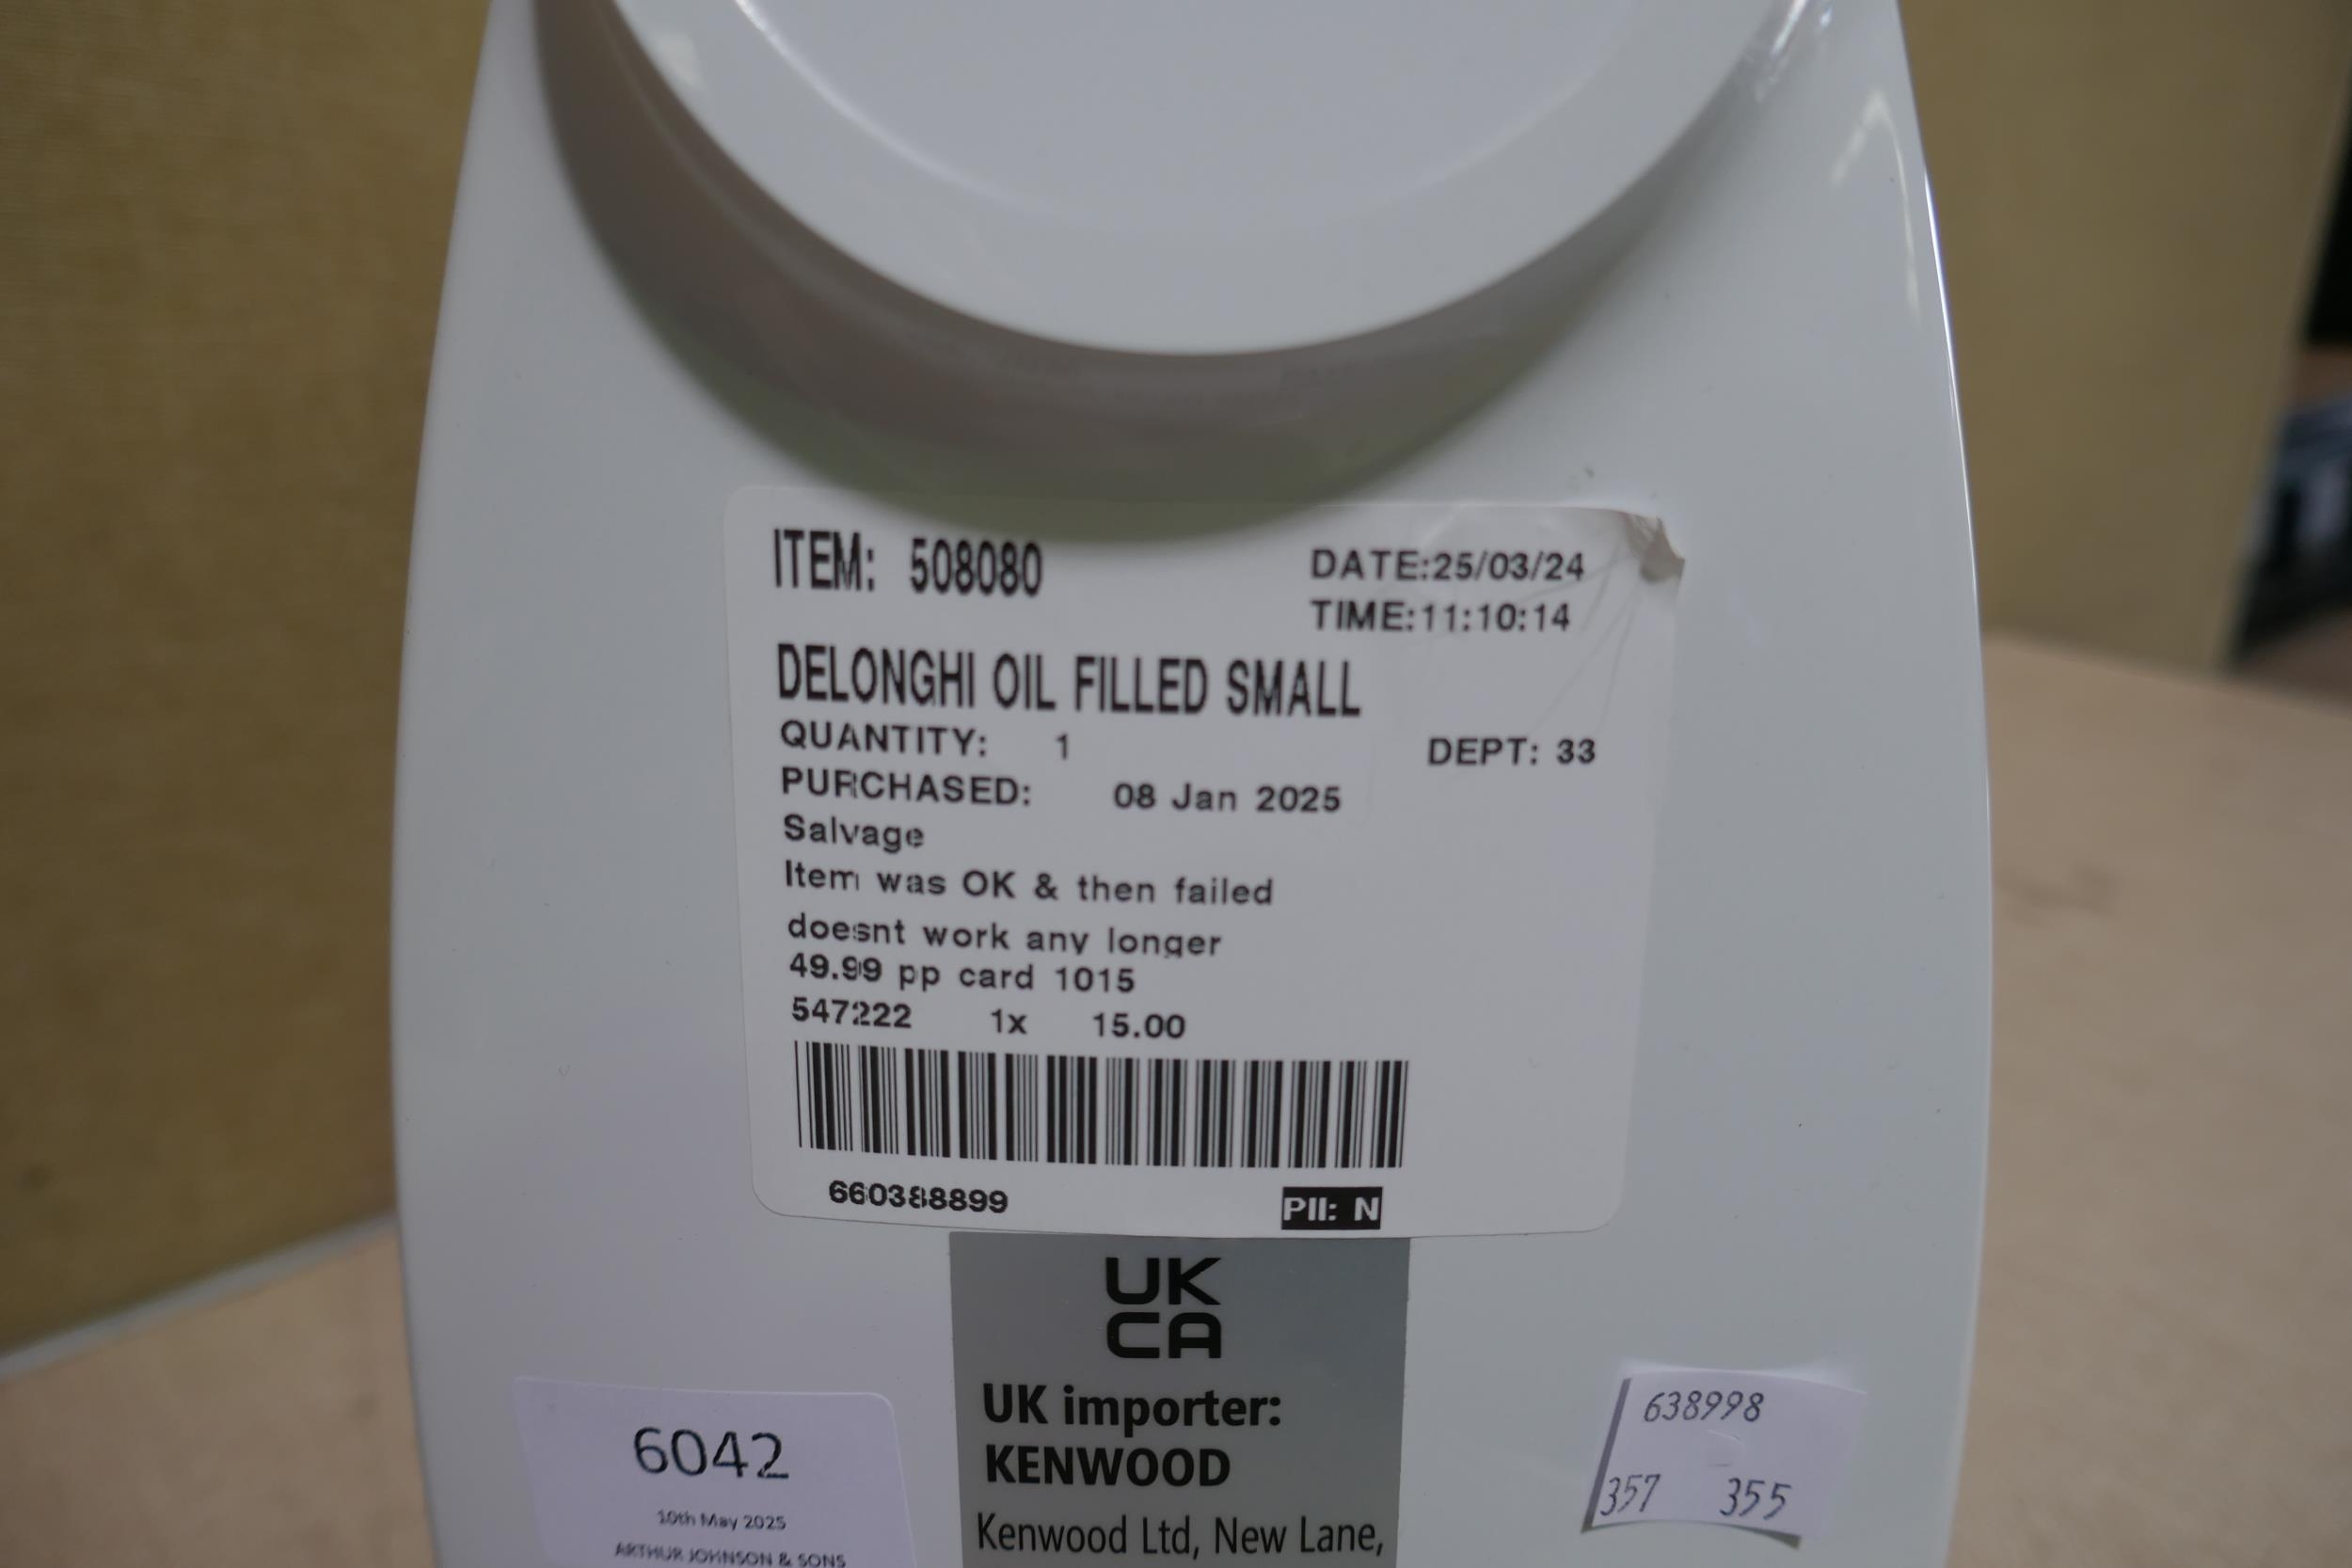 ITEM: 508080
DATE:25/03/24
TIME:11:10:14
DELONGHI OIL FILLED SMALL
QUANTITY: 1
DEPT: 33
PURCHASED: 08 Jan 2025
Salvage
Item was OK & then failed
doesnt work any longer
49.99 pp card 1015
547222 1x 15.00
660388899
PII: N
UK
CA
UK importer:
KENWOOD
Kenwood Ltd, New Lane,
6042
10th May 2025
ARTHUR JOHNSON & SONS
638998
357 355